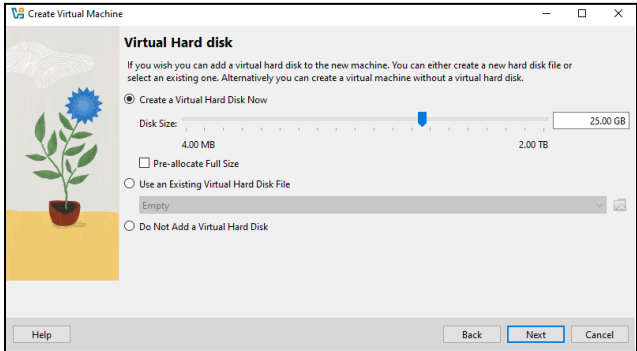 Create Virtual Machine
Virtual Hard disk
If you wish you can add a virtual hard disk to the new machine. You can either create a new hard disk file or
select an existing one. Alternatively you can create a virtual machine without a virtual hard disk.
Create a Virtual Hard Disk Now
Disk Size: 25.00 GB
4.00 MB 2.00 TB
Pre-allocate Full Size
Use an Existing Virtual Hard Disk File
Empty
Do Not Add a Virtual Hard Disk
Help Back Next Cancel